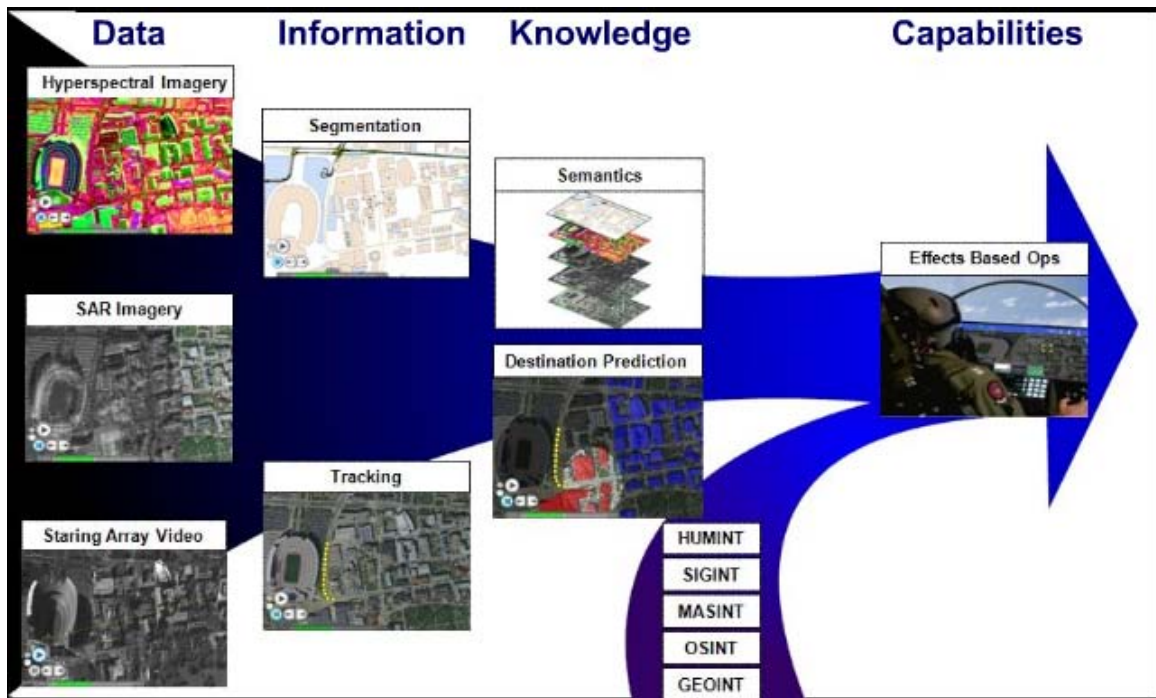 Data
Information
Knowledge
Capabilities
Hyperspectral Imagery
Segmentation
Semantics
Effects Based Ops
SAR Imagery
Destination Prediction
Tracking
Staring Array Video
HUMINT
SIGINT
MASINT
OSINT
GEOINT